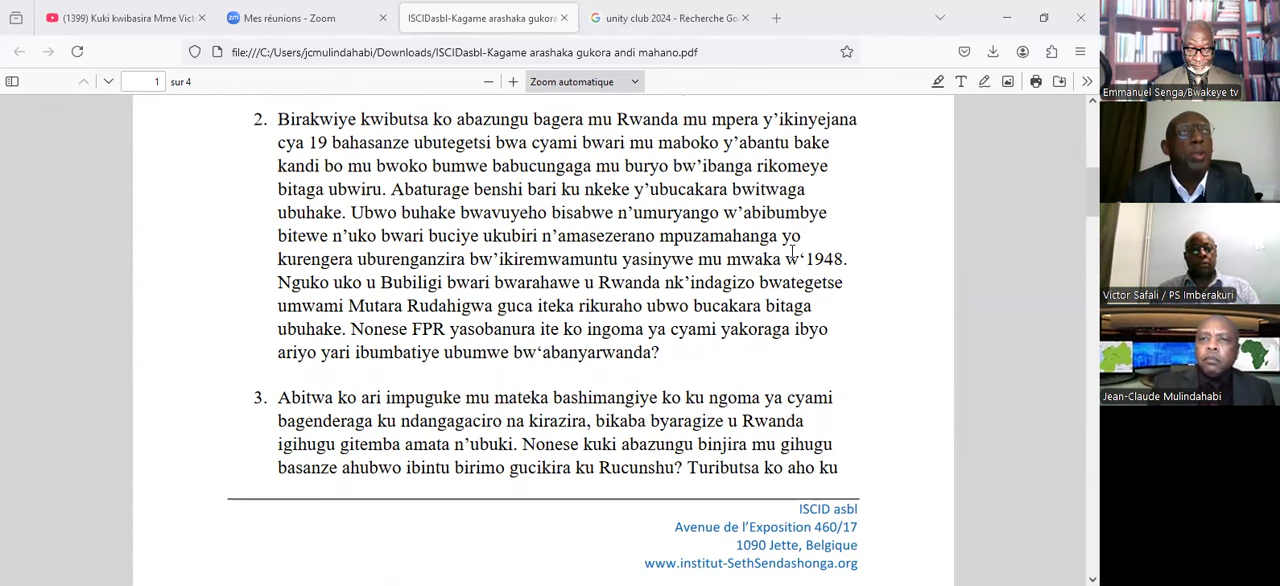 (1399) Kuki kwibasira Mme Vict
Mes réunions - Zoom
ISCIDasbl-Kagame arashaka gukora
unity club 2024 - Recherche Go
file:///C:/Users/jcmulindahabi/Downloads/ISCIDasbl-Kagame arashaka gukora andi mahano.pdf
1 sur 4
Zoom automatique
2. Birakwiye kwibutsa ko abazungu bagera mu Rwanda mu mpera y’ikinyejana
cya 19 bahasanze ubutegetsi bwa cyami bwari mu maboko y’abantu bake
kandi bo mu bwoko bumwe bibucungaga mu buryo bw’ibanga rikomeye
bitaga ubwiru. Abaturage benshi bari ku nkeke y’ubucakara bwitwaga
ubuhake. Ubwo buhake bwavuyeho bisabwe n’umuryango w’abibumbye
bitewe n’uko bwari buciye ukubiri n’amasezerano mpuzamahanga yo
kurengera uburenganzira bw’ikiremwamuntu yasinywe mu mwaka w‘1948.
Nguko uko u Bubiligi bwari bwarahawe u Rwanda nk’indagizo bwategetse
umwami Mutara Rudahigwa guca iteka rikuraho ubwo bucakara bitaga
ubuhake. Nonese FPR yasobanura ite ko ingoma ya cyami yakoraga ibyo
ariyo yari ibumbatiye ubumwe bw‘abanyarwanda?
3. Abitwa ko ari impuguke mu mateka bashimangiye ko ku ngoma ya cyami
bagenderaga ku ndangagaciro na kirazira, bikaba byaragize u Rwanda
igihugu gitemba amata n’ubuki. Nonese kuki abazungu binjira mu gihugu
basanze ahubwo ibintu birimo gucikira ku Rucunshu? Tuributsa ko aho ku
ISCID asbl
Avenue de l’Exposition 460/17
1090 Jette, Belgique
www.institut-SethSendashonga.org
Emmanuel Senga/Bwakeye tv
Victor Safali / PS Imberakuri
Jean-Claude Mulindahabi